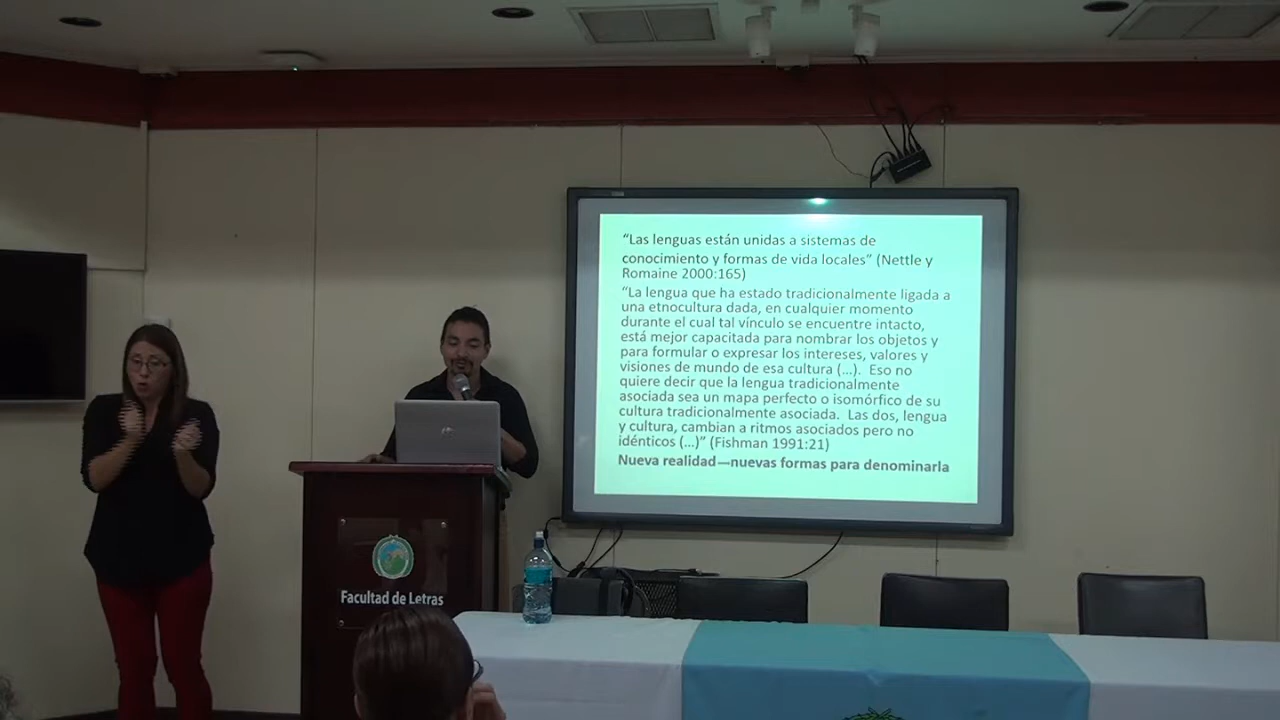 “Las lenguas están unidas a sistemas de
conocimiento y formas de vida locales” (Nettle y
Romaine 2000:165)
“La lengua que ha estado tradicionalmente ligada a
una etnocultura dada, en cualquier momento
durante el cual tal vínculo se encuentre intacto,
está mejor capacitada para nombrar los objetos y
para formular o expresar los intereses, valores y
visiones de mundo de esa cultura (...).  Eso no
quiere decir que la lengua tradicionalmente
asociada sea un mapa perfecto o isomórfico de su
cultura tradicionalmente asociada.  Las dos, lengua
y cultura, cambian a ritmos asociados pero no
idénticos (...)” (Fishman 1991:21)
Nueva realidad—nuevas formas para denominarla
Facultad de Letras